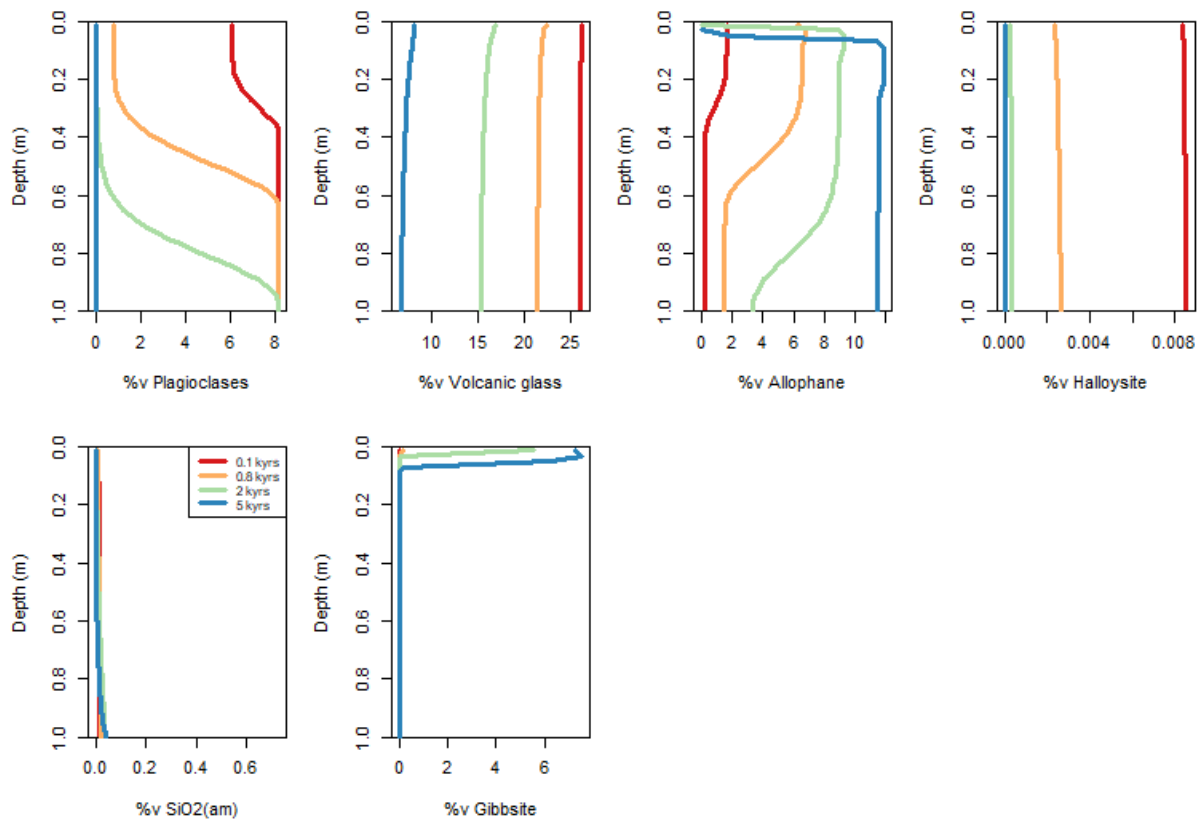 0.0
0.2
0.4
0.6
0.8
1.0
Depth (m)
0 2 4 6 8
%v Plagioclases
0.0
0.2
0.4
0.6
0.8
1.0
Depth (m)
10 15 20 25
%v Volcanic glass
0.0
0.2
0.4
0.6
0.8
1.0
Depth (m)
0 2 4 6 8 10
%v Allophane
0.0
0.2
0.4
0.6
0.8
1.0
Depth (m)
0.000 0.004 0.008
%v Halloysite
0.0
0.2
0.4
0.6
0.8
1.0
Depth (m)
0.1 kyrs
0.8 kyrs
2 kyrs
5 kyrs
0.0 0.2 0.4 0.6
%v SiO2(am)
0.0
0.2
0.4
0.6
0.8
1.0
Depth (m)
0 2 4 6
%v Gibbsite